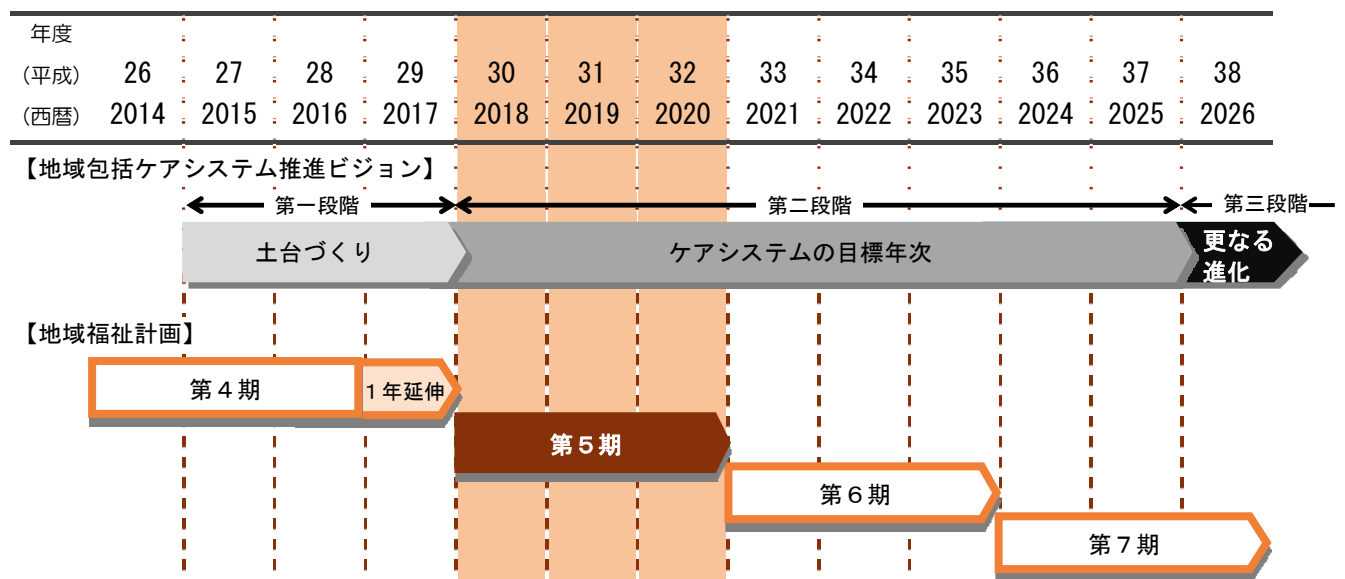 年度
(平成) 26 27 28 29 30 31 32 33 34 35 36 37 38
(西暦) 2014 2015 2016 2017 2018 2019 2020 2021 2022 2023 2024 2025 2026
【地域包括ケアシステム推進ビジョン】
第一段階 第二段階 第三段階
土台づくり ケアシステムの目標年次 更なる
進化
【地域福祉計画】
第４期 １年延伸
第５期
第６期
第７期